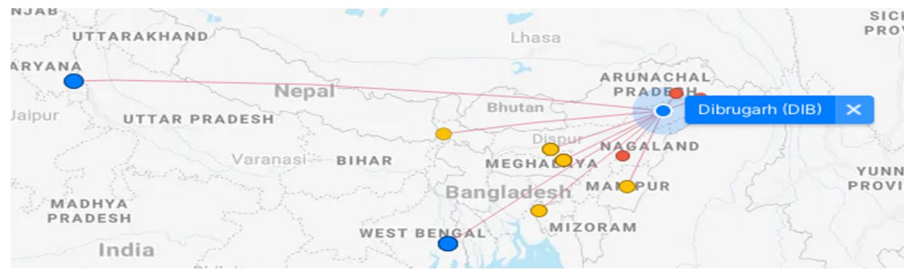 NJAB
UTTARAKHAND
Lhasa
SICH
PROV
ARYANA
ARUNACHAL
PRADESH
Nepal
Jaipur
UTTAR PRADESH
Bhutan
Dibrugarh (DIB) ✕
Dispur
NAGALAND
Varanasi
BIHAR
MEGHALAYA
YUNN
PROVI
MANIPUR
Bangladesh
MADHYA
PRADESH
WEST BENGAL
MIZORAM
India